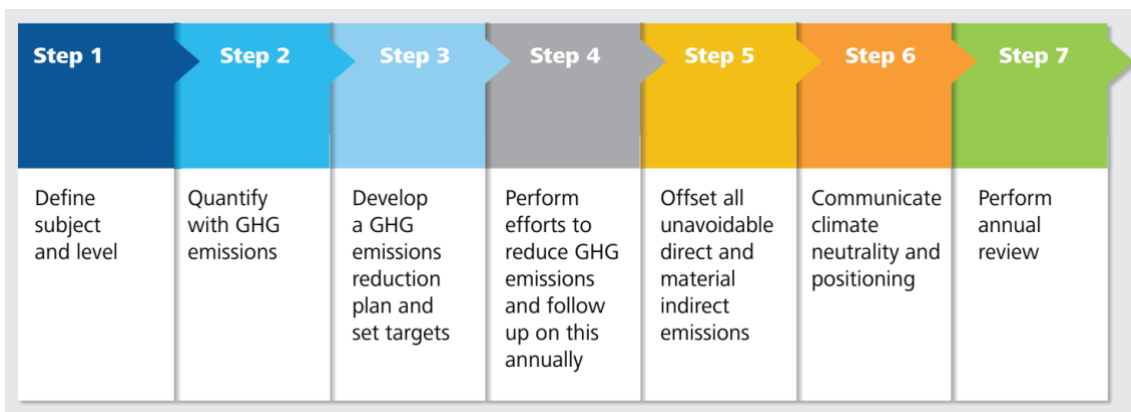 Step 1
Step 2
Step 3
Step 4
Step 5
Step 6
Step 7
Define
subject
and level
Quantify
with GHG
emissions
Develop
a GHG
emissions
reduction
plan and
set targets
Perform
efforts to
reduce GHG
emissions
and follow
up on this
annually
Offset all
unavoidable
direct and
material
indirect
emissions
Communicate
climate
neutrality and
positioning
Perform
annual
review